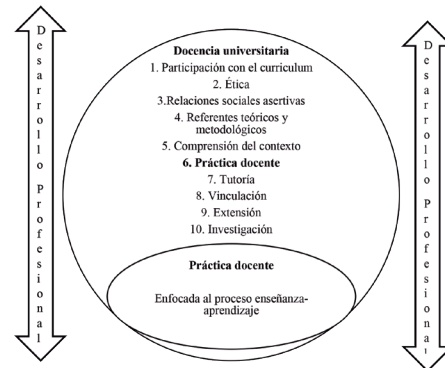 Desarrollo Profesional
Docencia universitaria
1. Participación con el curriculum
2. Ética
3.Relaciones sociales asertivas
4. Referentes teóricos y
metodológicos
5. Comprensión del contexto
6. Práctica docente
7. Tutoría
8. Vinculación
9. Extensión
10. Investigación
Práctica docente
Enfocada al proceso enseñanza-
aprendizaje
Desarrollo Profesional